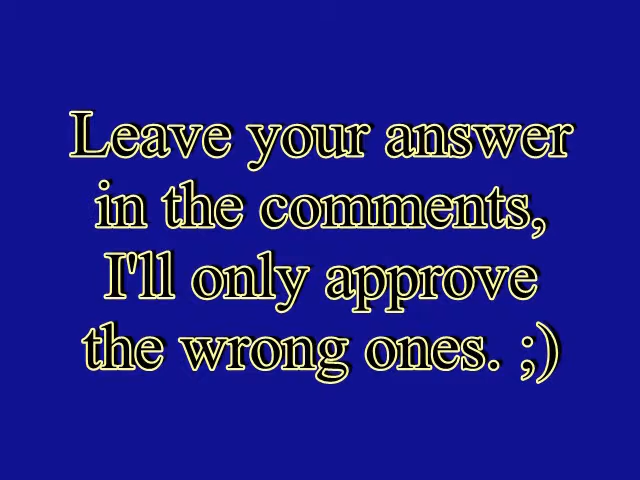 Leave your answer
in the comments,
I'll only approve
the wrong ones. ;)